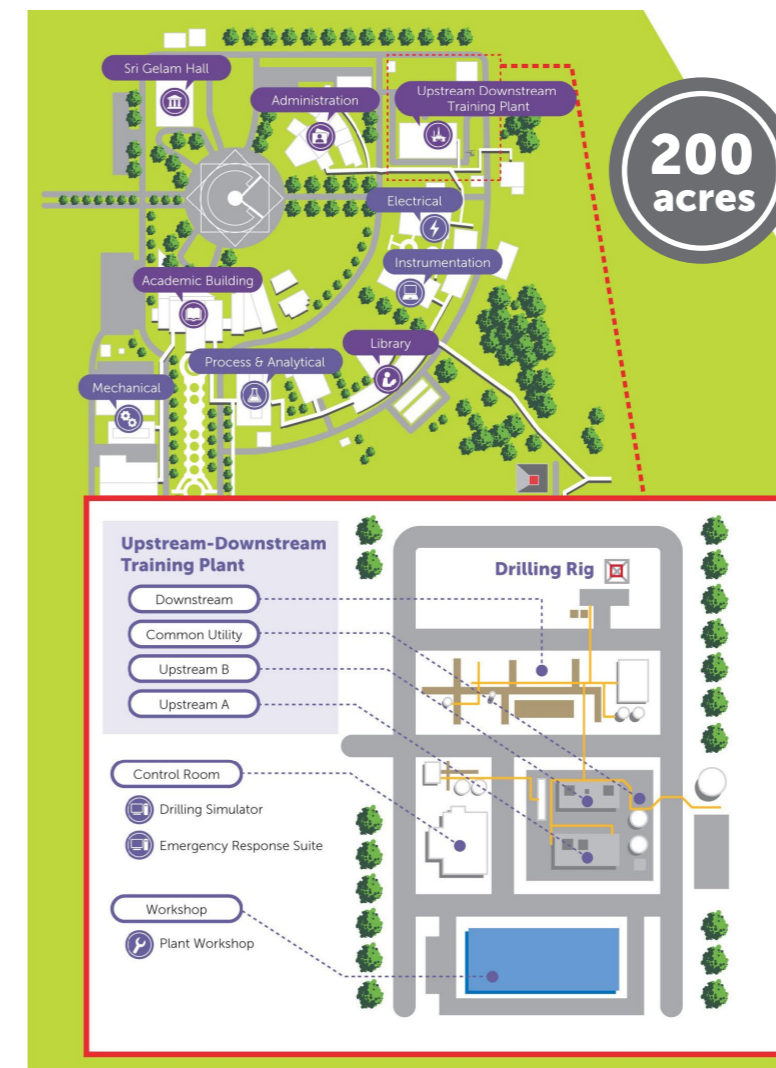 Sri Gelam Hall
Administration
Upstream Downstream
Training Plant
200
acres
Electrical
Instrumentation
Academic Building
Library
Process & Analytical
Mechanical
Upstream-Downstream
Training Plant
Drilling Rig
Downstream
Common Utility
Upstream B
Upstream A
Control Room
Drilling Simulator
Emergency Response Suite
Workshop
Plant Workshop